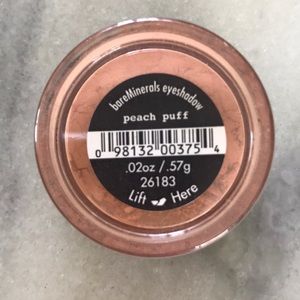 bareMinerals eyeshadow
peach puff
0 98132 00375 4
.02oz /.57g
26183
Lift Here